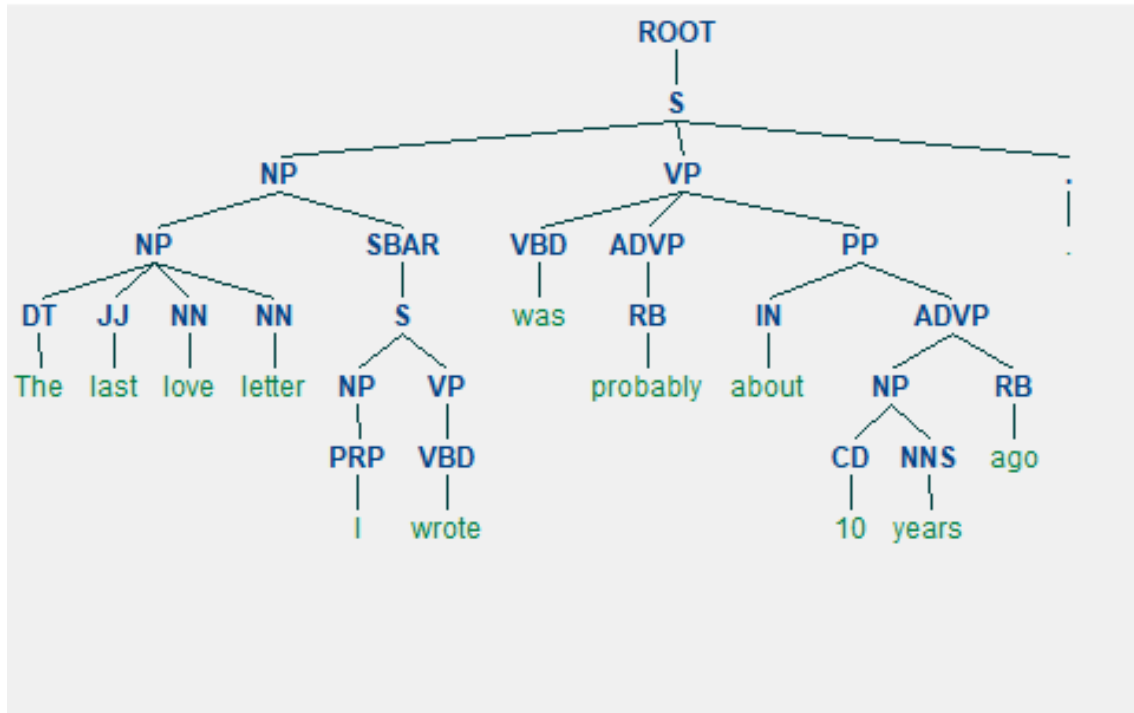 ROOT
S
NP VP .
NP SBAR VBD ADVP PP .
DT JJ NN NN S was RB IN ADVP
The last love letter NP VP probably about NP RB
PRP VBD CD NNS ago
I wrote 10 years